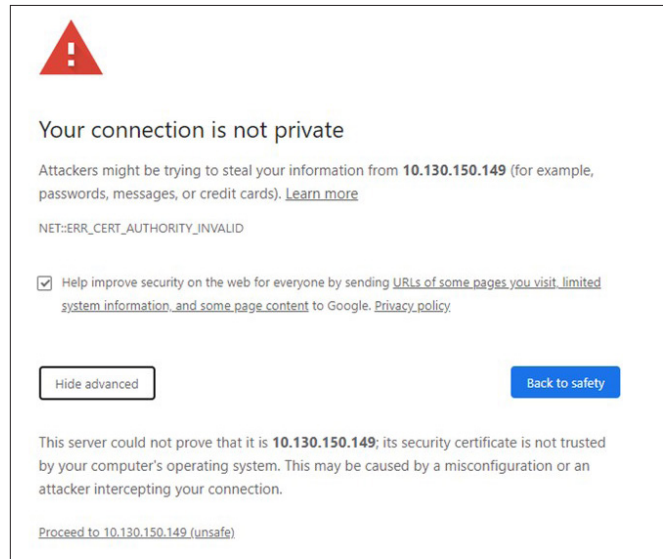 Your connection is not private
Attackers might be trying to steal your information from 10.130.150.149 (for example,
passwords, messages, or credit cards). Learn more
NET::ERR_CERT_AUTHORITY_INVALID
Help improve security on the web for everyone by sending URLs of some pages you visit, limited
system information, and some page content to Google. Privacy policy
Hide advanced
Back to safety
This server could not prove that it is 10.130.150.149; its security certificate is not trusted
by your computer's operating system. This may be caused by a misconfiguration or an
attacker intercepting your connection.
Proceed to 10.130.150.149 (unsafe)